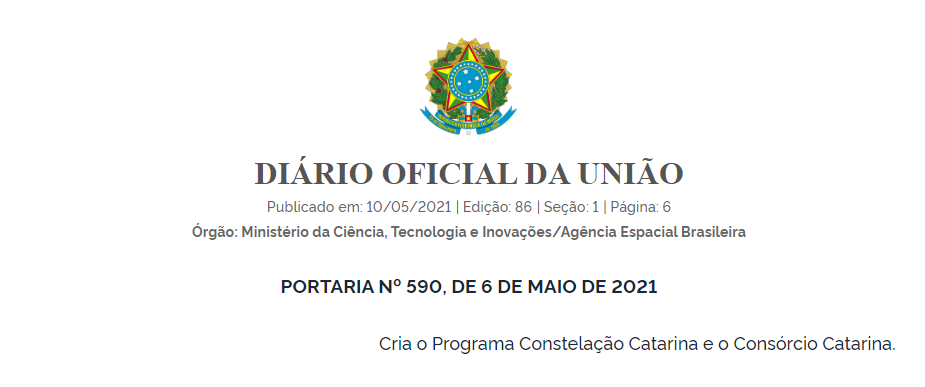 DIÁRIO OFICIAL DA UNIÃO
Publicado em: 10/05/2021 | Edição: 86 | Seção: 1 | Página: 6
Órgão: Ministério da Ciência, Tecnologia e Inovações/Agência Espacial Brasileira
PORTARIA Nº 590, DE 6 DE MAIO DE 2021
Cria o Programa Constelação Catarina e o Consórcio Catarina.